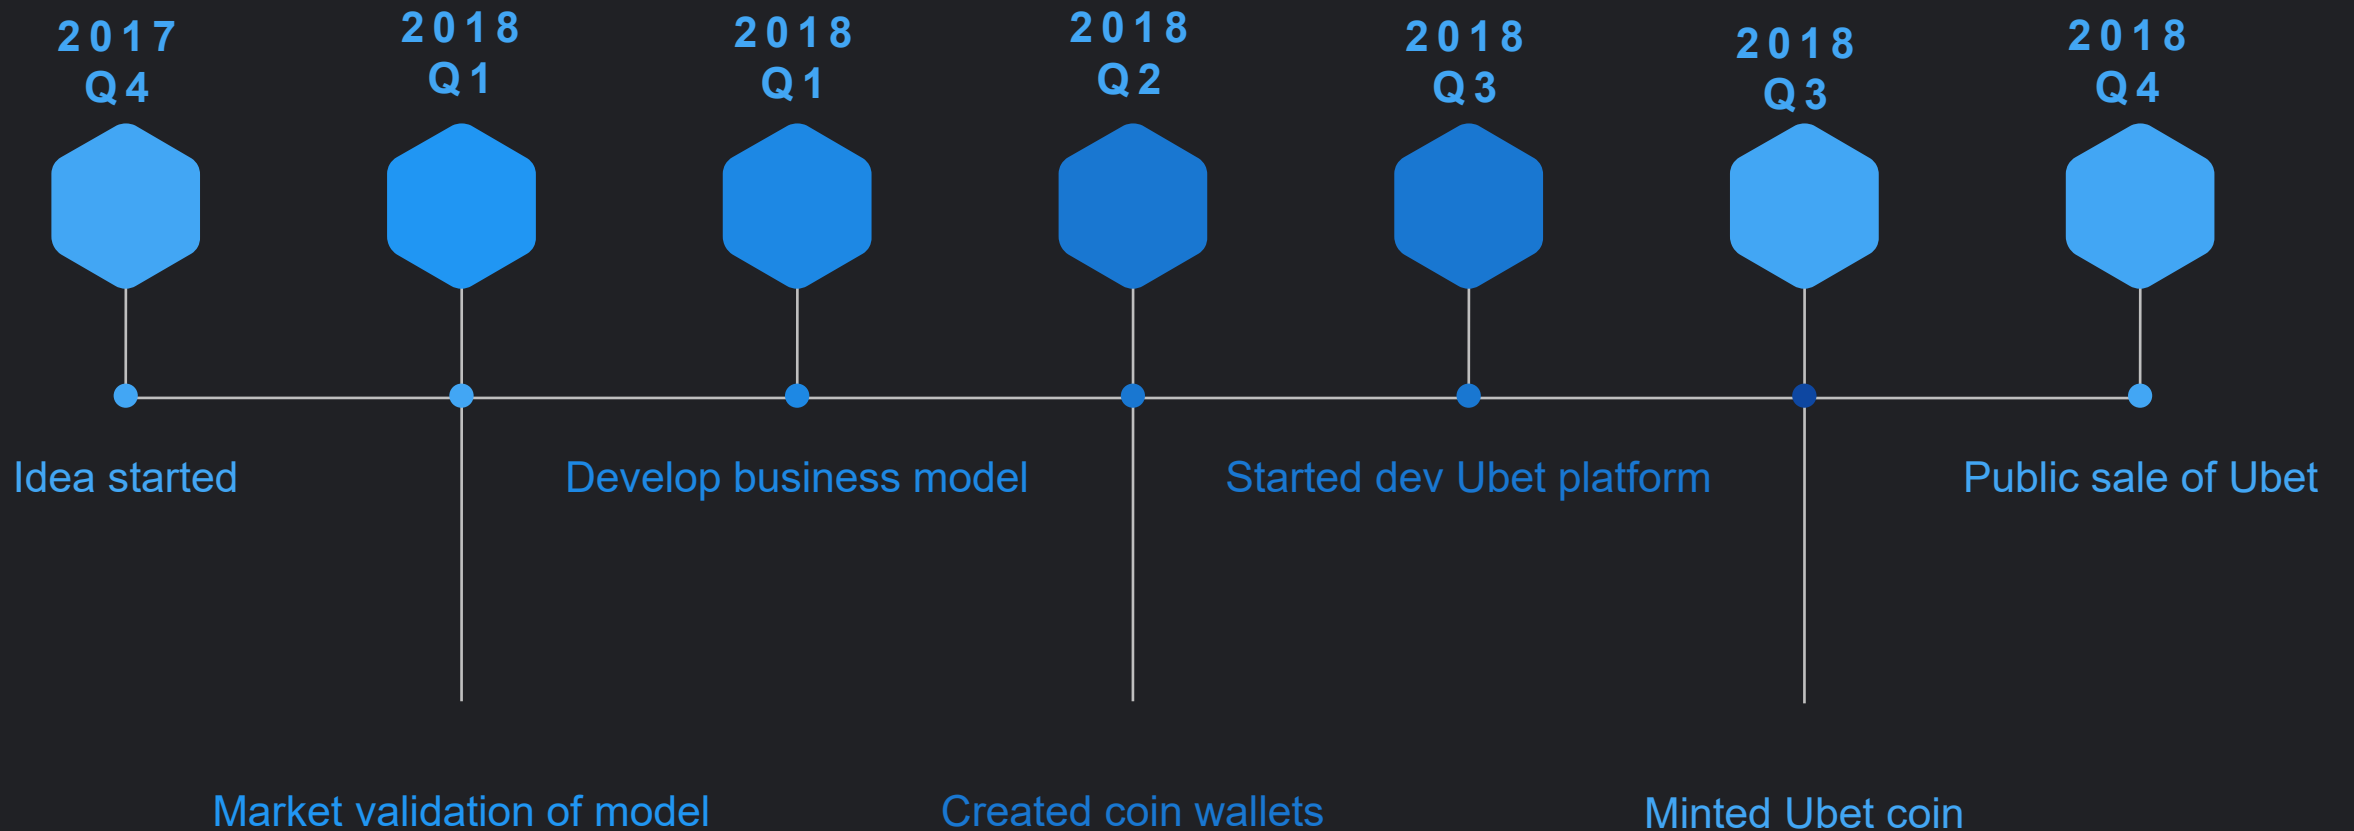 2017
Q4
2018
Q1
2018
Q1
2018
Q2
2018
Q3
2018
Q3
2018
Q4
Idea started
Develop business model
Started dev Ubet platform
Public sale of Ubet
Market validation of model
Created coin wallets
Minted Ubet coin